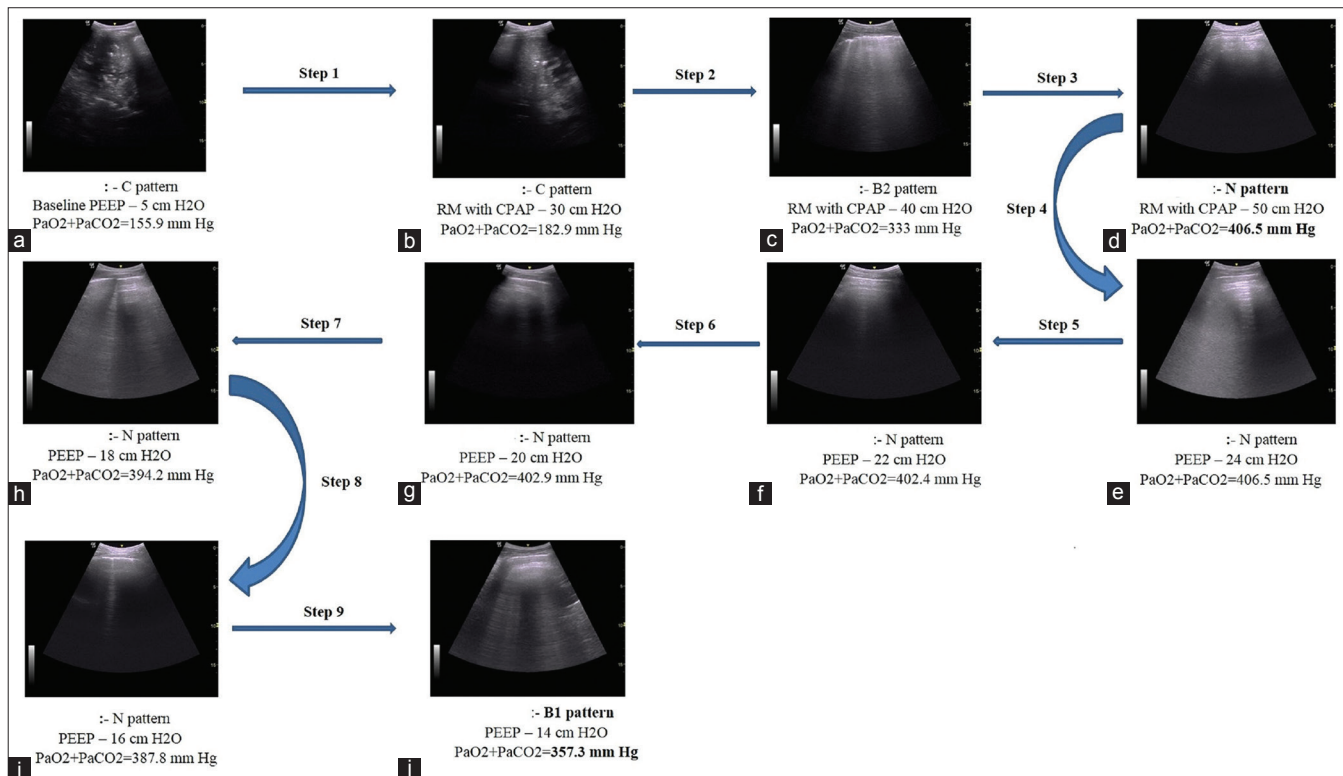 Step 1
Step 2
Step 3
:- C pattern
Baseline PEEP – 5 cm H2O
PaO2+PaCO2=155.9 mm Hg
a
:- C pattern
RM with CPAP – 30 cm H2O
PaO2+PaCO2=182.9 mm Hg
b
:- B2 pattern
RM with CPAP – 40 cm H2O
PaO2+PaCO2=333 mm Hg
c
:- N pattern
RM with CPAP – 50 cm H2O
PaO2+PaCO2=406.5 mm Hg
d
Step 4
Step 5
:- N pattern
PEEP – 24 cm H2O
PaO2+PaCO2=406.5 mm Hg
e
Step 6
:- N pattern
PEEP – 22 cm H2O
PaO2+PaCO2=402.4 mm Hg
f
Step 7
:- N pattern
PEEP – 20 cm H2O
PaO2+PaCO2=402.9 mm Hg
g
:- N pattern
PEEP – 18 cm H2O
PaO2+PaCO2=394.2 mm Hg
h
Step 8
Step 9
:- N pattern
PEEP – 16 cm H2O
PaO2+PaCO2=387.8 mm Hg
i
:- B1 pattern
PEEP – 14 cm H2O
PaO2+PaCO2=357.3 mm Hg
j